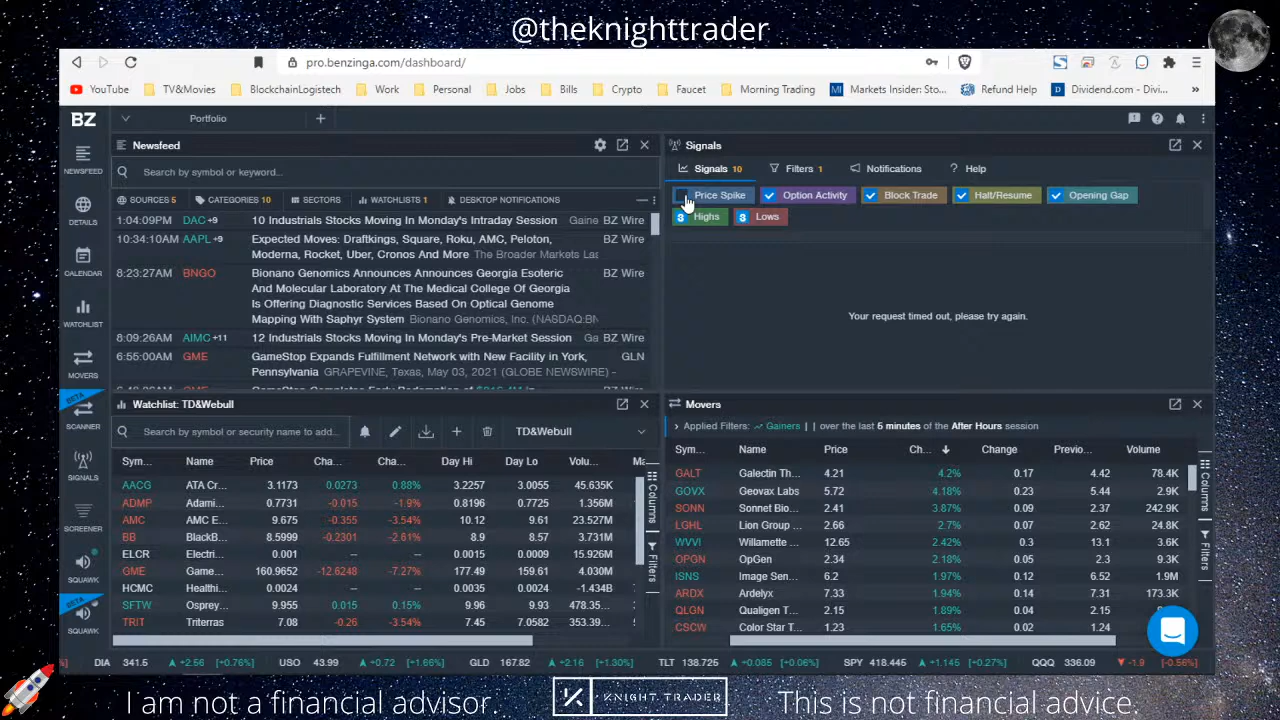 @theknighttrader
pro.benzinga.com/dashboard/
YouTube TV&Movies BlockchainLogistech Work Personal Jobs Bills Crypto Faucet Morning Trading Markets Insider: Sto... Refund Help Dividend.com - Divi... »
BZ Portfolio +
Newsfeed
Search by symbol or keyword...
SOURCES 5 CATEGORIES 10 SECTORS WATCHLISTS 1 DESKTOP NOTIFICATIONS
1:04:09PM DAC +9 10 Industrials Stocks Moving In Monday's Intraday Session Gaine BZ Wire
10:34:10AM AAPL +9 Expected Moves: Draftkings, Square, Roku, AMC, Peloton, BZ Wire
Moderna, Rocket, Uber, Cronos And More The Broader Markets Las
8:23:27AM BNGO Bionano Genomics Announces Announces Georgia Esoteric BZ Wire
And Molecular Laboratory At The Medical College Of Georgia
Is Offering Diagnostic Services Based On Optical Genome
Mapping With Saphyr System Bionano Genomics, Inc. (NASDAQ:BN
8:09:26AM AIMC +11 12 Industrials Stocks Moving In Monday's Pre-Market Session Ga BZ Wire
6:55:00AM GME GameStop Expands Fulfillment Network with New Facility in York, GLN
Pennsylvania GRAPEVINE, Texas, May 03, 2021 (GLOBE NEWSWIRE) -
NEWSFEED
DETAILS
CALENDAR
WATCHLIST
MOVERS
BETA
SCANNER
SIGNALS
SCREENER
SQUAWK
BETA
SQUAWK
Signals
Signals 10 Filters 1 Notifications ? Help
Price Spike Option Activity Block Trade Halt/Resume Opening Gap
3 Highs 3 Lows
Your request timed out, please try again.
Watchlist: TD&Webull
Search by symbol or security name to add... TD&Webull
Sym... Name Price Cha... Cha... Day Hi Day Lo Volu... Ma
AACG ATA Cr... 3.1173 0.0273 0.88% 3.2257 3.0055 45.635K
ADMP Adami... 0.7731 -0.015 -1.9% 0.8196 0.7725 1.356M
AMC AMC E... 9.675 -0.355 -3.54% 10.12 9.61 23.527M
BB BlackB... 8.5999 -0.2301 -2.61% 8.9 8.57 3.731M
ELCR Electri... 0.001 -- -- 0.0015 0.0009 15.926M
GME Game... 160.9652 -12.6248 -7.27% 177.49 159.61 4.030M
HCMC Healthi... 0.0024 -- -- 0.0035 0.0024 -1.434B
SFTW Osprey... 9.955 0.015 0.15% 9.96 9.93 478.35...
TRIT Triterras 7.08 -0.26 -3.54% 7.45 7.0582 353.39...
Columns
Filters
Movers
Applied Filters: Gainers | | over the last 5 minutes of the After Hours session
Sym... Name Price Ch... Change Previo... Volume
GALT Galectin Th... 4.21 4.2% 0.17 4.42 78.4K
GOVX Geovax Labs 5.72 4.18% 0.23 5.44 2.9K
SONN Sonnet Bio... 2.41 3.87% 0.09 2.37 242.9K
LGHL Lion Group ... 2.66 2.7% 0.07 2.62 24.8K
WVVI Willamette ... 12.65 2.42% 0.3 13.1 3.6K
OPGN OpGen 2.34 2.18% 0.05 2.3 9.3K
ISNS Image Sen... 6.2 1.97% 0.12 6.52 1.9M
ARDX Ardelyx 7.33 1.94% 0.14 7.31 173.3K
QLGN Qualigen T... 2.15 1.89% 0.04 2.15
CSCW Color Star T... 1.23 1.65% 0.02 1.24
Columns
Filters
%] DIA 341.5 +2.56 [+0.76%] USO 43.99 +0.72 [+1.66%] GLD 167.82 +2.16 [+1.30%] TLT 138.725 +0.085 [+0.06%] SPY 418.445 +1.145 [+0.27%] QQQ 336.09 -1.9 [-0.56%]
I am not a financial advisor. KNIGHT TRADER This is not financial advice.